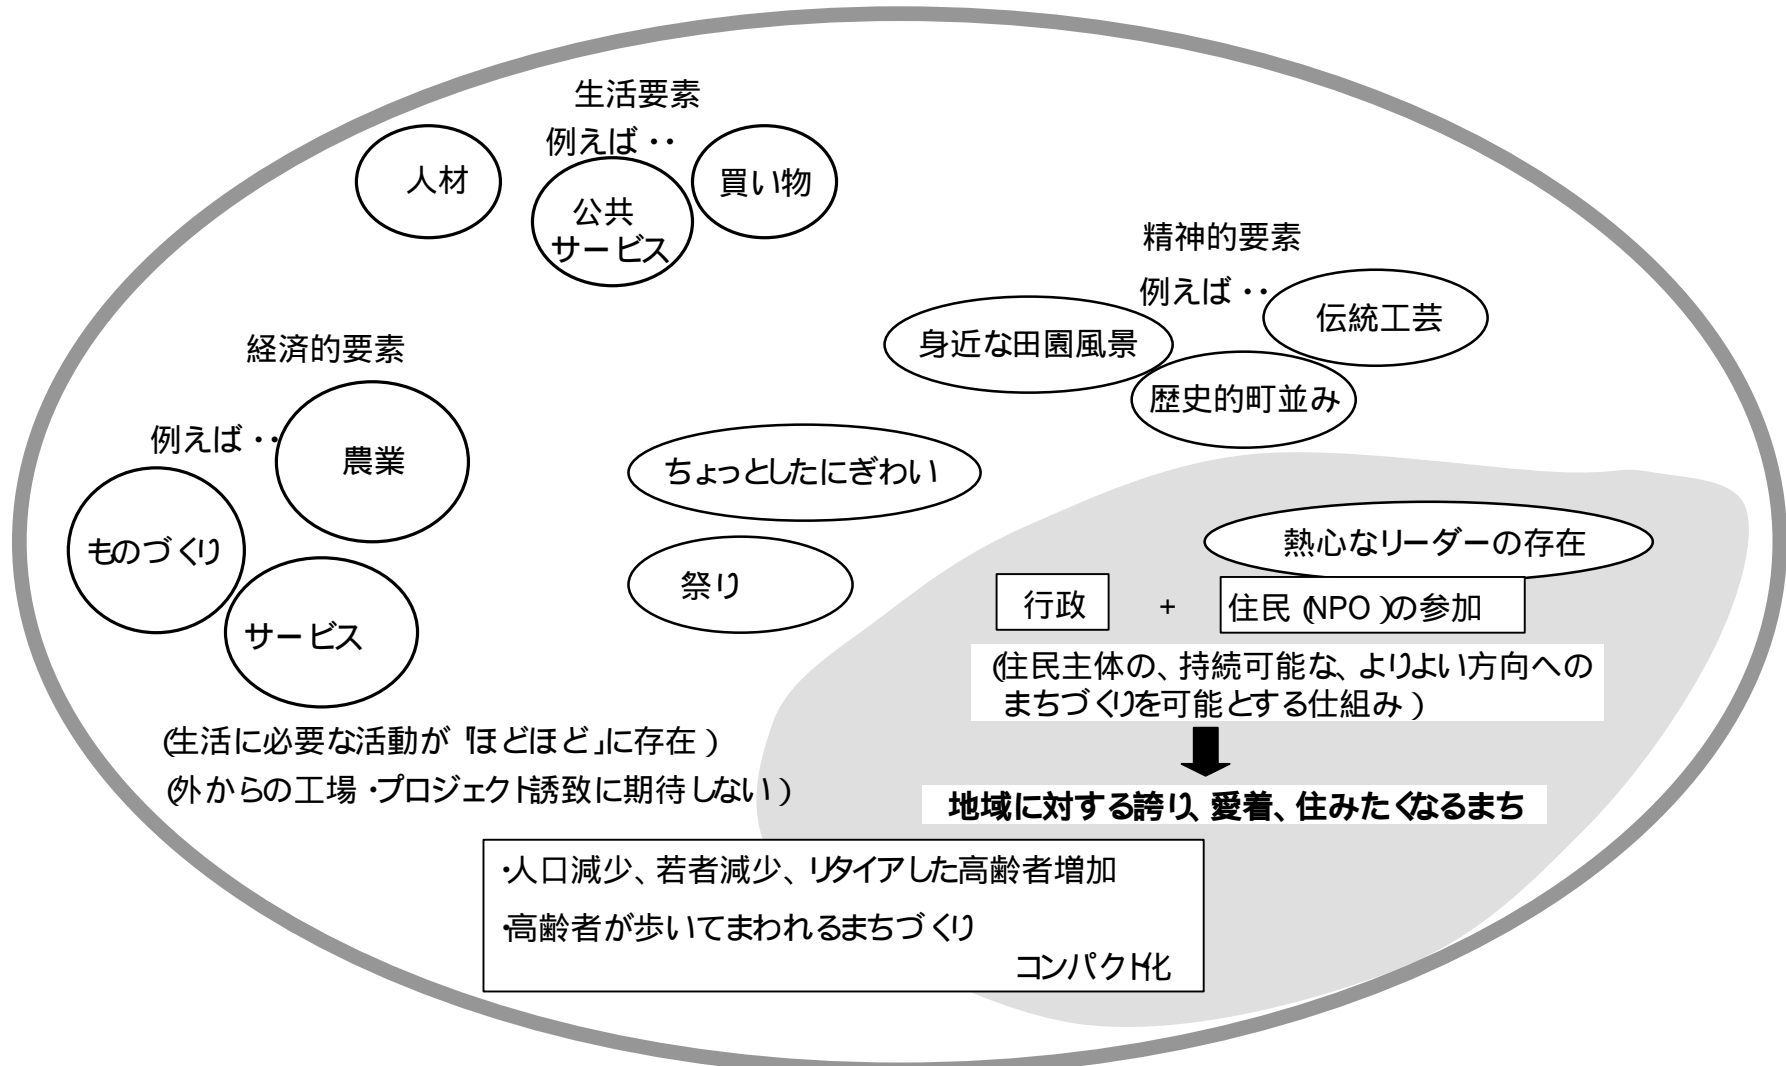 生活要素
例えば・・
人材
公共
サービス
買い物
精神的要素
例えば・・
伝統工芸
身近な田園風景
歴史的町並み
経済的要素
例えば・・
農業
ものづくり
サービス
ちょっとしたにぎわい
祭り
熱心なリーダーの存在
行政
+
住民(NPO)の参加
(住民主体の、持続可能な、よりよい方向への
まちづくりを可能とする仕組み)
(生活に必要な活動が「ほどほど」に存在)
(外からの工場・プロジェクト誘致に期待しない)
地域に対する誇り、愛着、住みたくなるまち
・人口減少、若者減少、リタイアした高齢者増加
・高齢者が歩いてまわれるまちづくり
コンパクト化